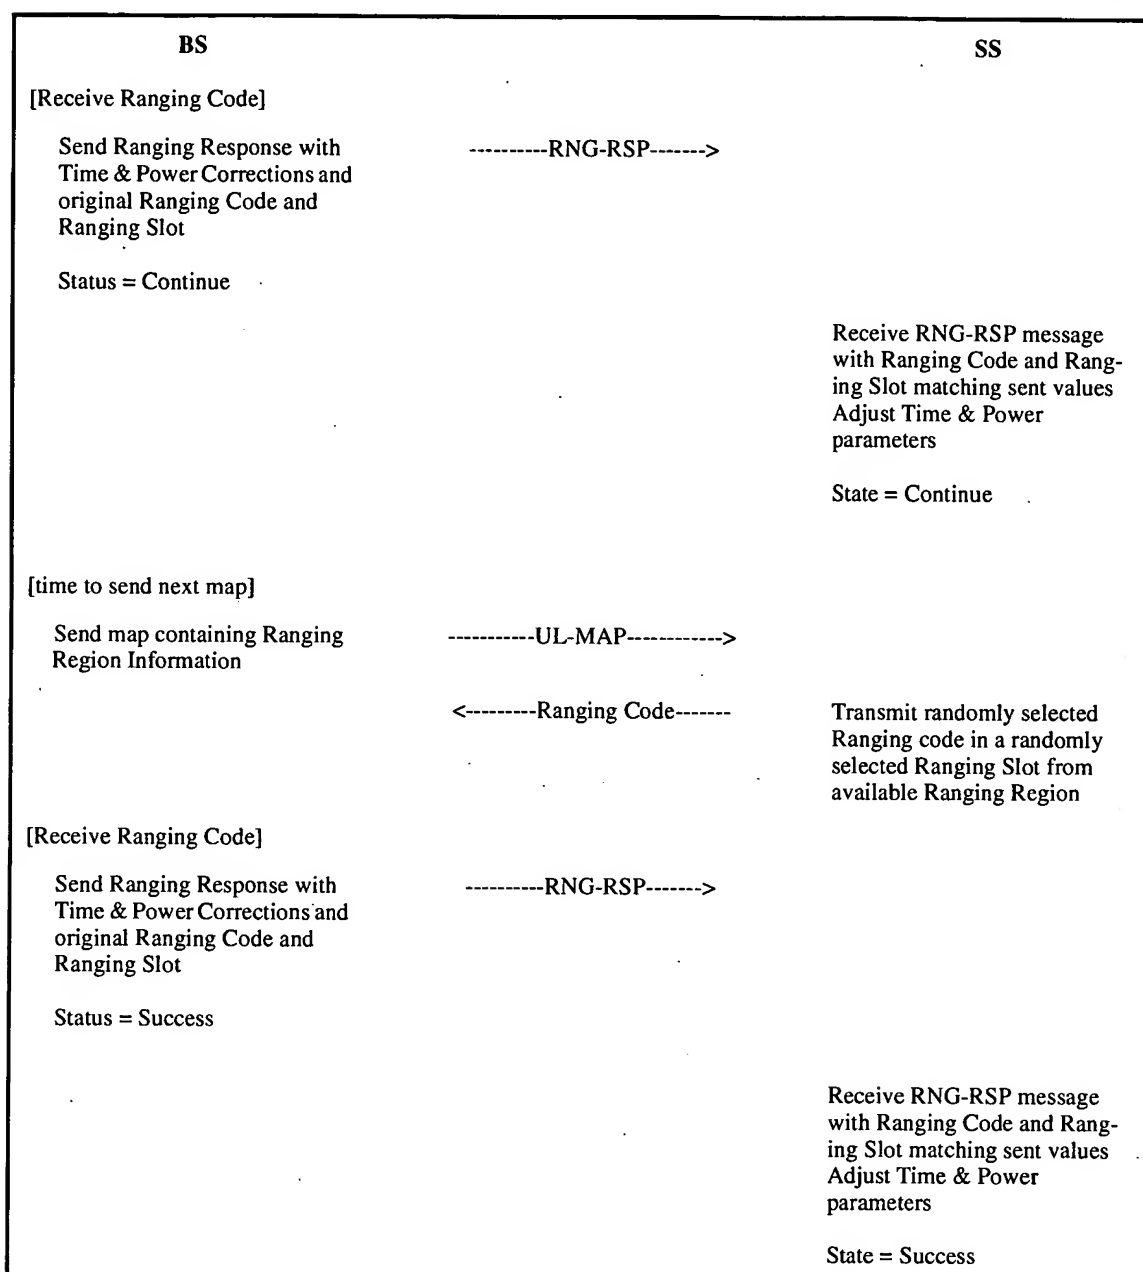 BS
SS
[Receive Ranging Code]
Send Ranging Response with
Time & Power Corrections and
original Ranging Code and
Ranging Slot
----------RNG-RSP------->
Status = Continue
Receive RNG-RSP message
with Ranging Code and Rang-
ing Slot matching sent values
Adjust Time & Power
parameters
State = Continue
[time to send next map]
Send map containing Ranging
Region Information
-----------UL-MAP------------>
<---------Ranging Code-------
Transmit randomly selected
Ranging code in a randomly
selected Ranging Slot from
available Ranging Region
[Receive Ranging Code]
Send Ranging Response with
Time & Power Corrections and
original Ranging Code and
Ranging Slot
----------RNG-RSP------->
Status = Success
Receive RNG-RSP message
with Ranging Code and Rang-
ing Slot matching sent values
Adjust Time & Power
parameters
State = Success